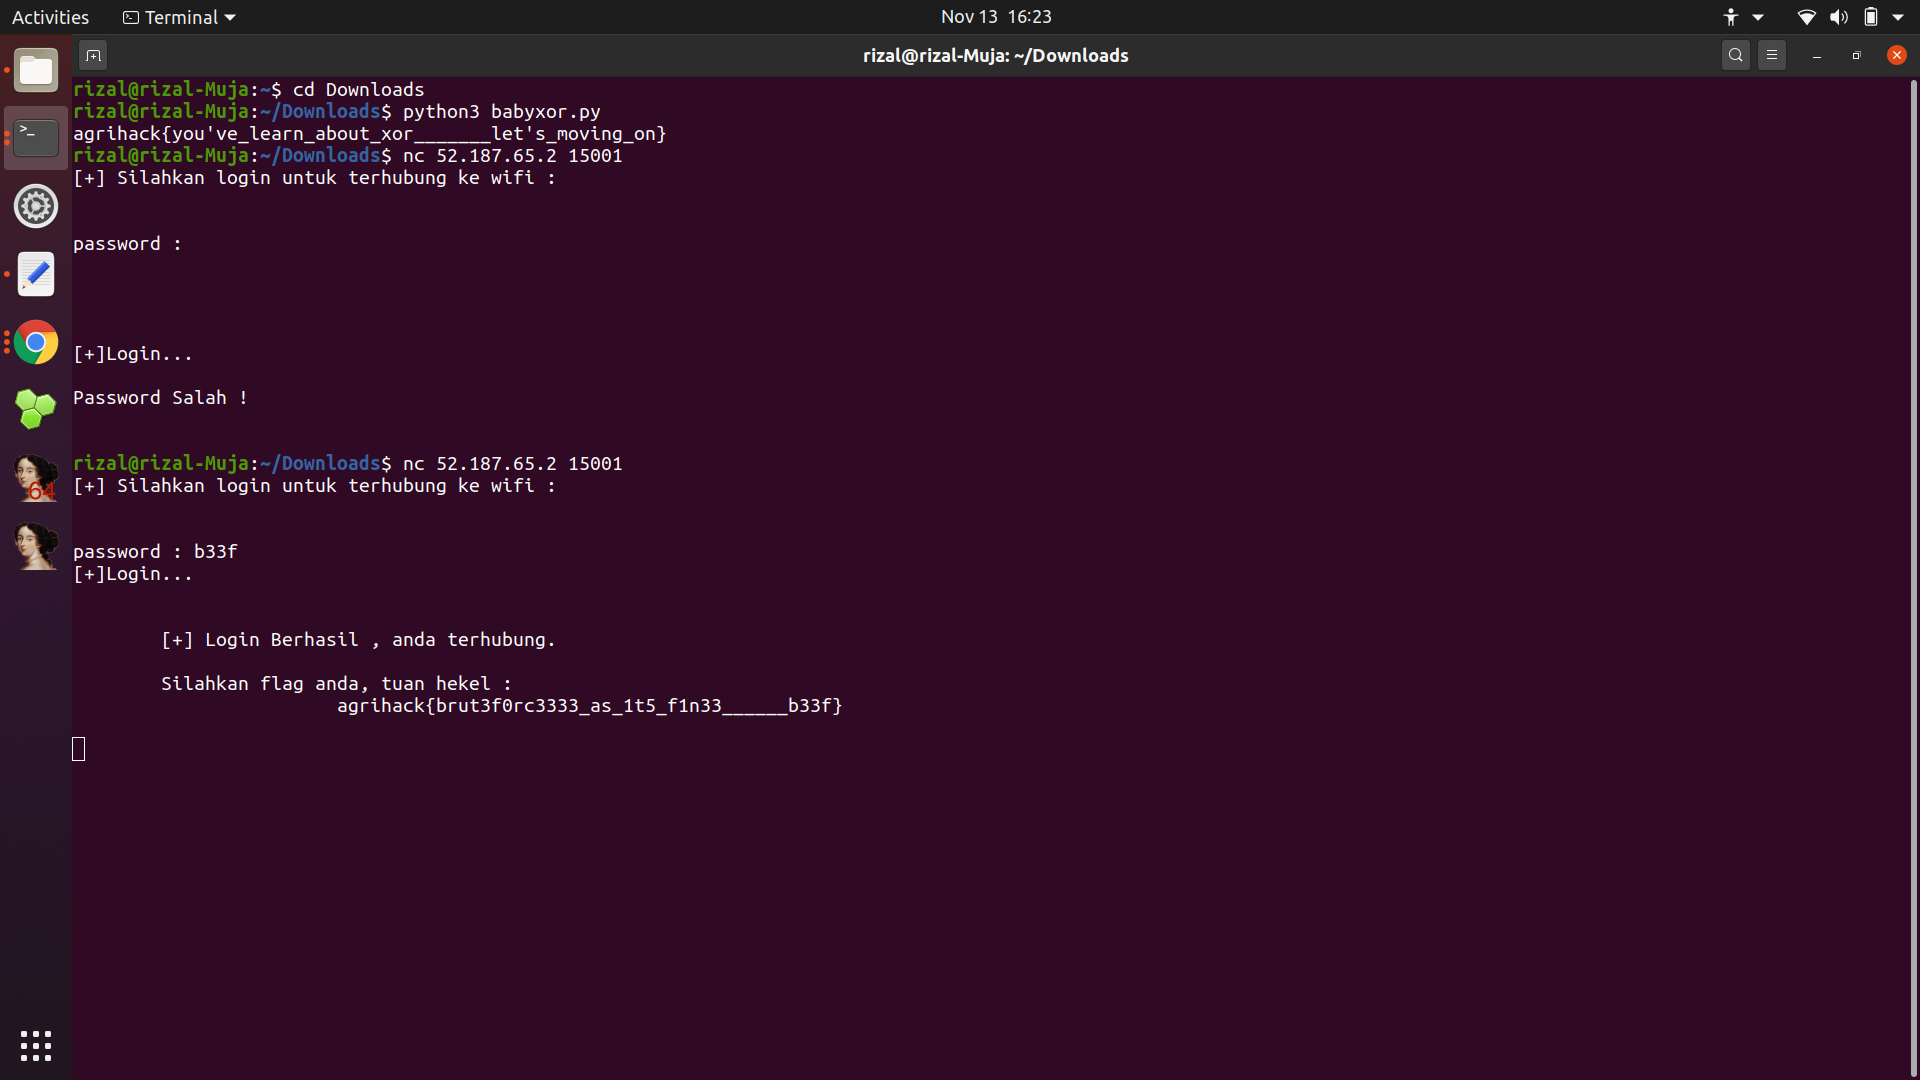 Activities
Terminal
Nov 13 16:23
rizal@rizal-Muja: ~/Downloads
rizal@rizal-Muja:~$ cd Downloads
rizal@rizal-Muja:~/Downloads$ python3 babyxor.py
agrihack{you've_learn_about_xor_______let's_moving_on}
rizal@rizal-Muja:~/Downloads$ nc 52.187.65.2 15001
[+] Silahkan login untuk terhubung ke wifi :
password :
[+]Login...
Password Salah !
rizal@rizal-Muja:~/Downloads$ nc 52.187.65.2 15001
[+] Silahkan login untuk terhubung ke wifi :
password : b33f
[+]Login...
[+] Login Berhasil , anda terhubung.
Silahkan flag anda, tuan hekel :
agrihack{brut3f0rc3333_as_1t5_f1n33______b33f}
64